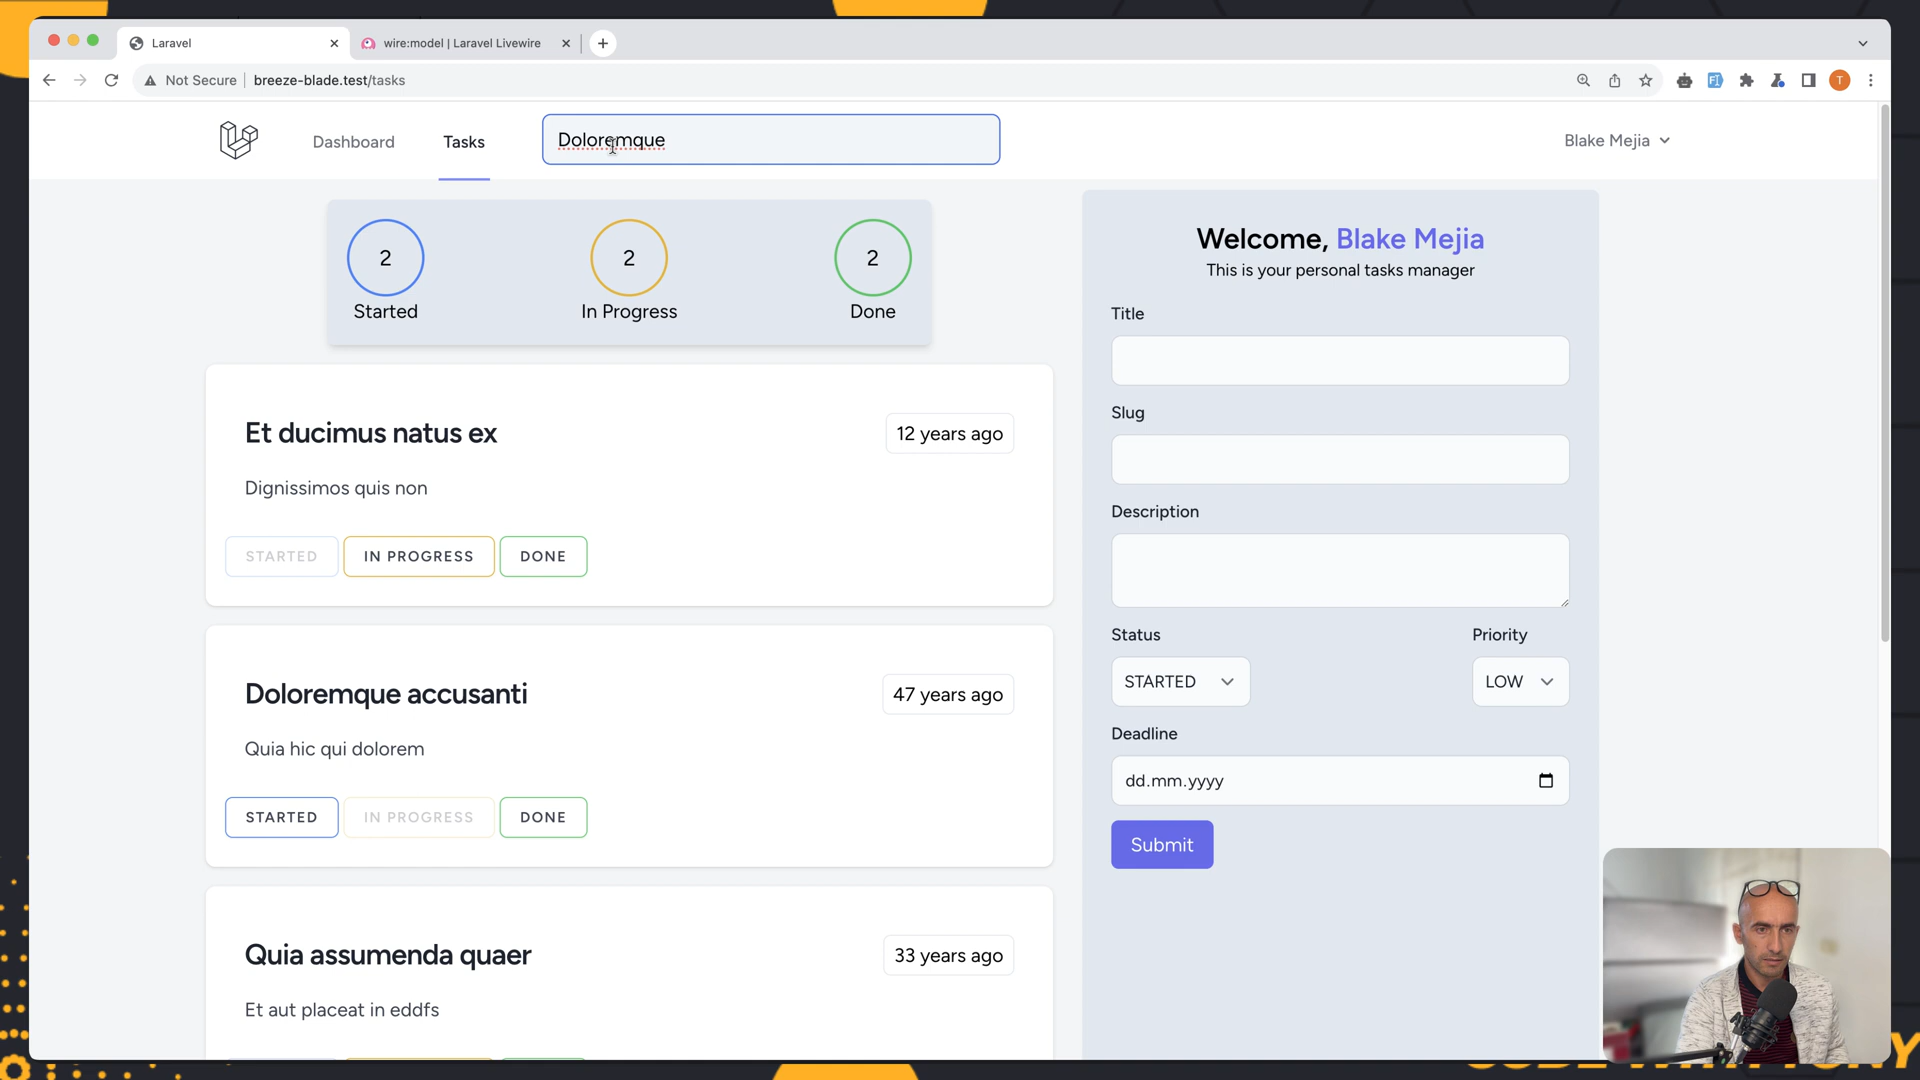 Laravel
wire:model | Laravel Livewire
Not Secure
breeze-blade.test/tasks
T
Dashboard
Tasks
Doloremque
Blake Mejia
2
2
2
Started
In Progress
Done
Et ducimus natus ex
12 years ago
Dignissimos quis non
STARTED
IN PROGRESS
DONE
Doloremque accusanti
47 years ago
Quia hic qui dolorem
STARTED
IN PROGRESS
DONE
Quia assumenda quaer
33 years ago
Et aut placeat in eddfs
Welcome, Blake Mejia
This is your personal tasks manager
Title
Slug
Description
Status
Priority
STARTED
LOW
Deadline
dd.mm.yyyy
Submit